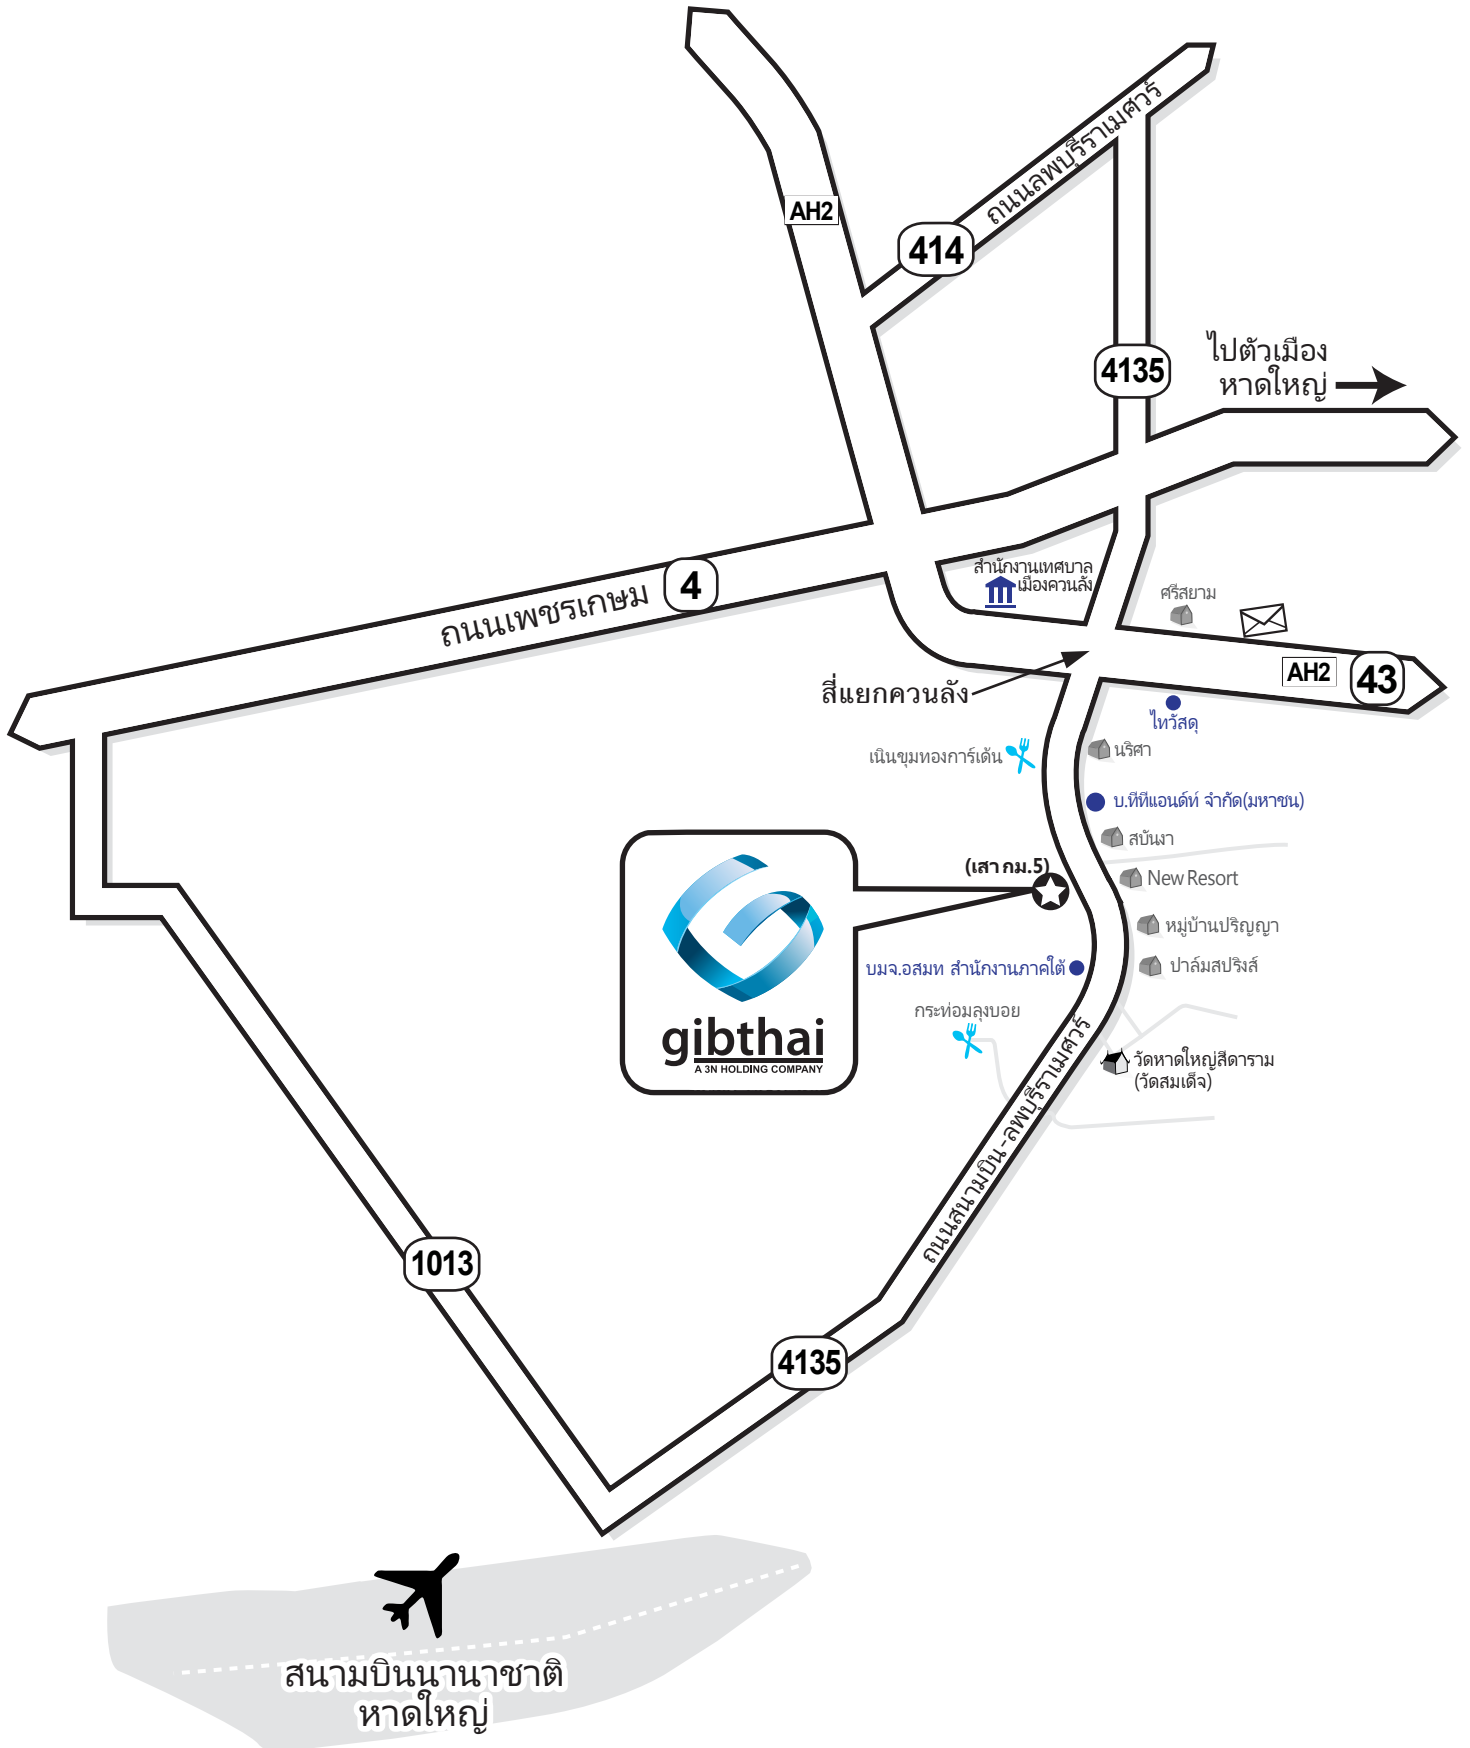 AH2
ถนนลพบุรีราเมศวร์
414
4135
ไปตัวเมือง
หาดใหญ่
สำนักงานเทศบาล
เมืองควนลัง
ศรีสยาม
4
ถนนเพชรเกษม
AH2
43
สี่แยกควนลัง
ไทวัสดุ
เนินขุมทองการ์เด้น
นริศา
บ.ทีทีแอนด์ท์ จำกัด(มหาชน)
สบันงา
(เสา กม.5)
New Resort
หมู่บ้านปริญญา
บมจ.อสมท สำนักงานภาคใต้
ปาล์มสปริงส์
กระท่อมลุงบอย
gibthai
A 3N HOLDING COMPANY
วัดหาดใหญ่สีดาราม
(วัดสมเด็จ)
ถนนสนามบิน-ลพบุรีราเมศวร์
1013
4135
สนามบินนานาชาติ
หาดใหญ่